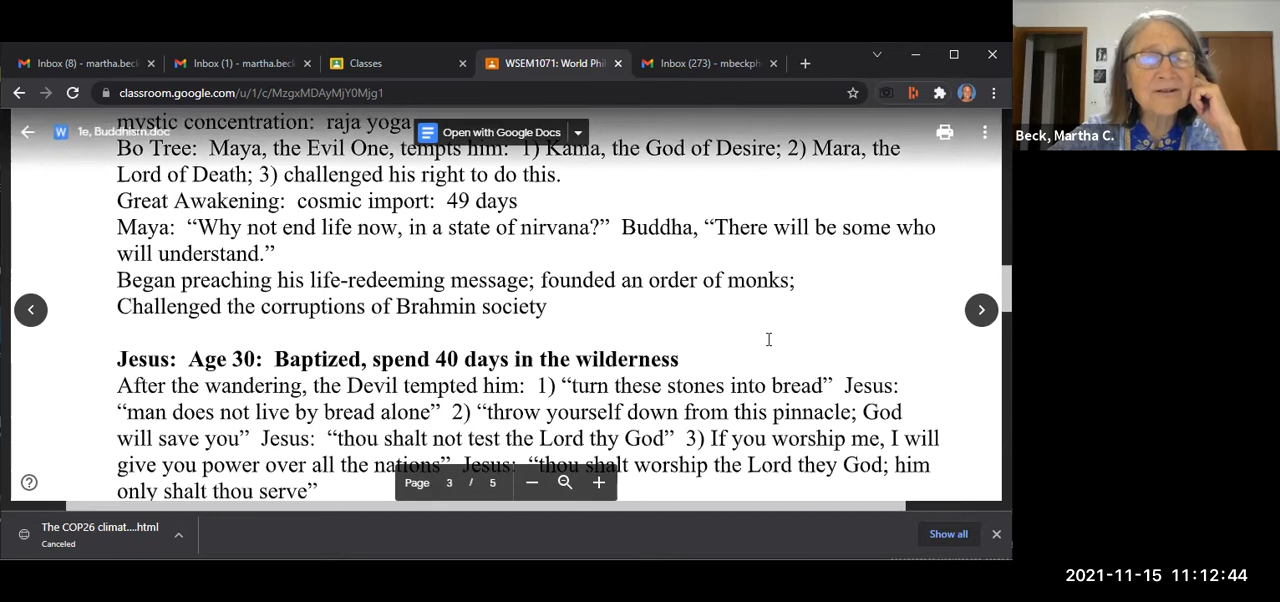 Inbox (8) - martha.bec
Inbox (1) - martha.bec
Classes
WSEM1071: World Phi
Inbox (273) - mbeckph
classroom.google.com/u/1/c/MzgxMDAyMjY0Mjg1
mystic concentration: raja yoga
1e, Buddhism.doc
Open with Google Docs
Bo Tree: Maya, the Evil One, tempts him: 1) Kama, the God of Desire; 2) Mara, the
Lord of Death; 3) challenged his right to do this.
Great Awakening: cosmic import: 49 days
Maya: “Why not end life now, in a state of nirvana?” Buddha, “There will be some who
will understand.”
Began preaching his life-redeeming message; founded an order of monks;
Challenged the corruptions of Brahmin society
Jesus: Age 30: Baptized, spend 40 days in the wilderness
After the wandering, the Devil tempted him: 1) “turn these stones into bread” Jesus:
“man does not live by bread alone” 2) “throw yourself down from this pinnacle; God
will save you” Jesus: “thou shalt not test the Lord thy God” 3) If you worship me, I will
give you power over all the nations” Jesus: “thou shalt worship the Lord they God; him
only shalt thou serve”
Page 3 / 5
The COP26 climat....html
Canceled
Show all
Beck, Martha C.
2021-11-15 11:12:44